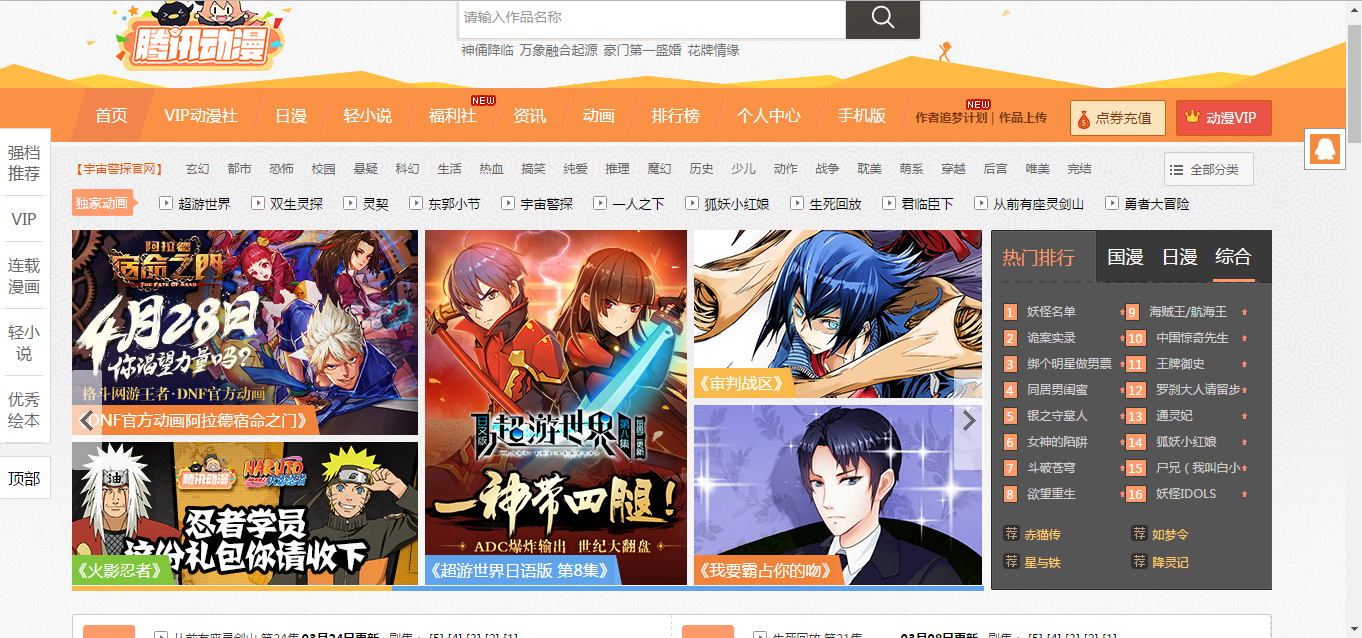 腾讯动漫
请输入作品名称
神俑降临 万象融合起源 豪门第一盛婚 花牌情缘
首页 VIP动漫社 日漫 轻小说 福利社 NEW 资讯 动画 排行榜 个人中心 手机版 作者追梦计划 | 作品上传 NEW 点券充值 动漫VIP
强档
推荐
VIP
连载
漫画
轻小
说
优秀
绘本
顶部
【宇宙警探官网】 玄幻 都市 恐怖 校园 悬疑 科幻 生活 热血 搞笑 纯爱 推理 魔幻 历史 少儿 动作 战争 耽美 萌系 穿越 后宫 唯美 完结 全部分类
独家动画 超游世界 双生灵探 灵契 东郭小节 宇宙警探 一人之下 狐妖小红娘 生死回放 君临臣下 从前有座灵剑山 勇者大冒险
阿拉德
宿命之門
THE FATE OF ARAD
4月28日
你渴望力量吗?
格斗网游王者·DNF官方动画
DNF官方动画阿拉德宿命之门》
油
腾讯动漫
NARUTO
忍者学员
这份礼包你请收下
《火影忍者》
日文版 超游世界 第八集
一神带四腿!
ADC爆炸输出 世纪大翻盘
《超游世界日语版 第8集》
《审判战区》
《我要霸占你的吻》
热门排行 国漫 日漫 综合
1 妖怪名单 9 海贼王/航海王
2 诡案实录 10 中国惊奇先生
3 绑个明星做男票 11 王牌御史
4 同居男闺蜜 12 罗刹大人请留步
5 银之守墓人 13 通灵妃
6 女神的陷阱 14 狐妖小红娘
7 斗破苍穹 15 尸兄（我叫白小
8 欲望重生 16 妖怪IDOLS
荐 赤猫传 荐 如梦令
荐 星与铁 荐 降灵记
从前有座灵剑山 第24集 03月24日更新 剧集： [5] [4] [3] [2] [1]
生死回放 第21集 03月08日更新 剧集： [5] [4] [3] [2] [1]